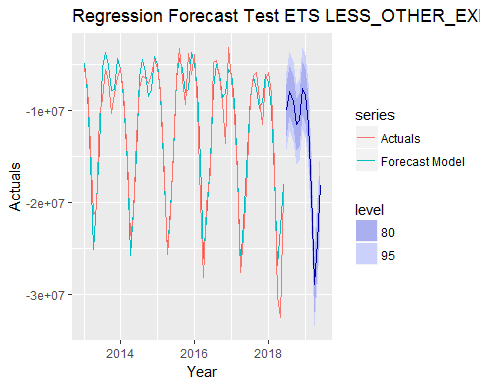 Regression Forecast Test ETS LESS_OTHER_EX
-1e+07
-2e+07
-3e+07
Actuals
2014
2016
2018
Year
series
Actuals
Forecast Model
level
80
95